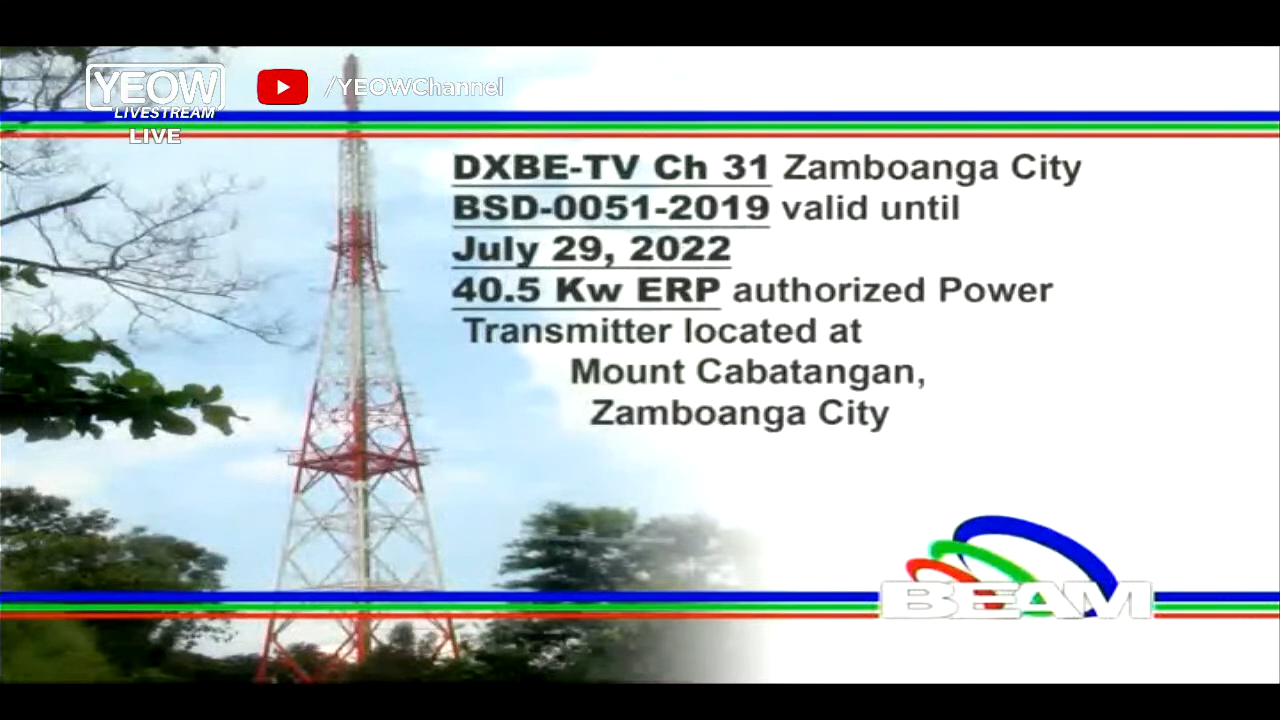 YEOW
LIVESTREAM
LIVE
/YEOWChannel
DXBE-TV Ch 31 Zamboanga City
BSD-0051-2019 valid until
July 29, 2022
40.5 Kw ERP authorized Power
Transmitter located at
Mount Cabatangan,
Zamboanga City
BEAM